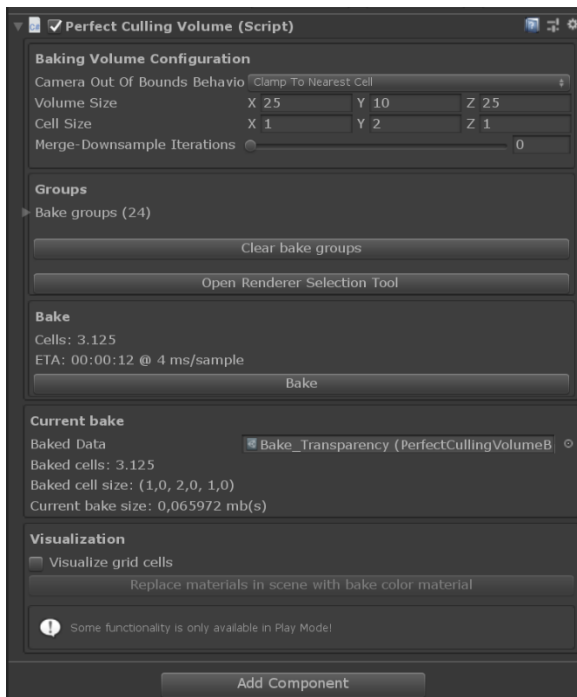 Perfect Culling Volume (Script)
Baking Volume Configuration
Camera Out Of Bounds Behavio Clamp To Nearest Cell
Volume Size X 25 Y 10 Z 25
Cell Size X 1 Y 2 Z 1
Merge-Downsample Iterations 0
Groups
Bake groups (24)
Clear bake groups
Open Renderer Selection Tool
Bake
Cells: 3.125
ETA: 00:00:12 @ 4 ms/sample
Bake
Current bake
Baked Data Bake_Transparency (PerfectCullingVolumeB
Baked cells: 3.125
Baked cell size: (1,0, 2,0, 1,0)
Current bake size: 0,065972 mb(s)
Visualization
Visualize grid cells
Replace materials in scene with bake color material
Some functionality is only available in Play Mode!
Add Component